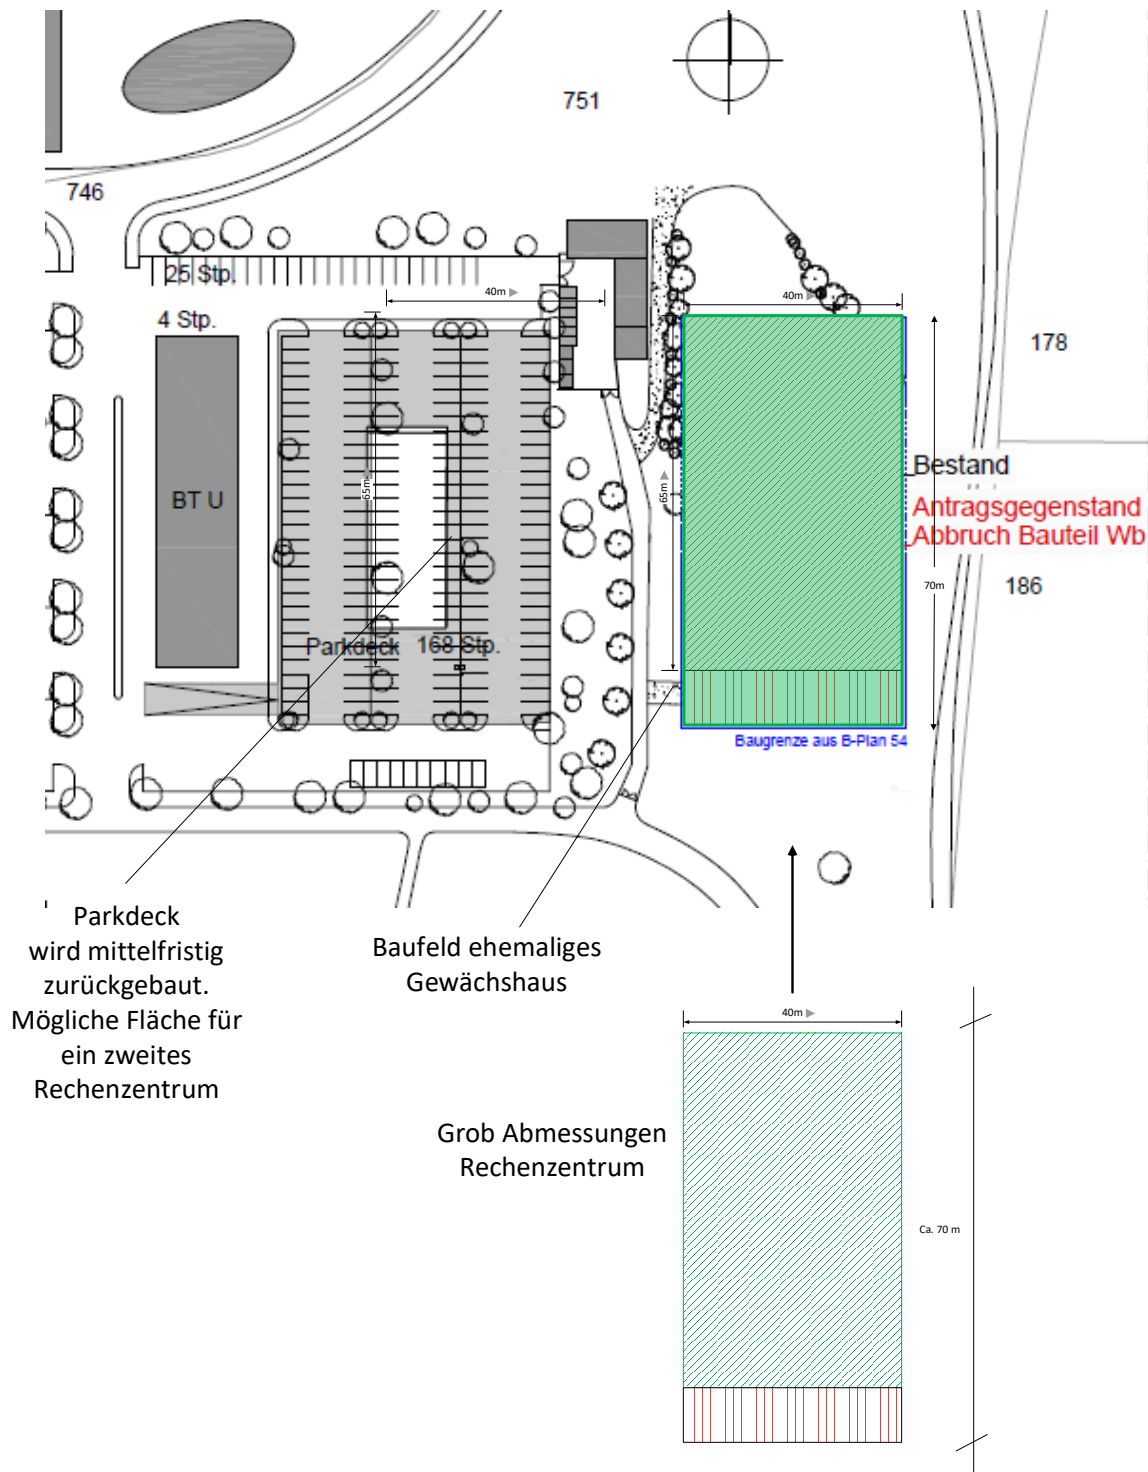 751
746
25 Stp.
40m
40m
4 Stp.
178
Bestand
65m
65m
BT U
Antragsgegenstand
Abbruch Bauteil Wb
70m
186
Parkdeck 168 Stp.
Baugrenze aus B-Plan 54
Parkdeck
wird mittelfristig
zurückgebaut.
Mögliche Fläche für
ein zweites
Rechenzentrum
Baufeld ehemaliges
Gewächshaus
40m
Grob Abmessungen
Rechenzentrum
Ca. 70 m